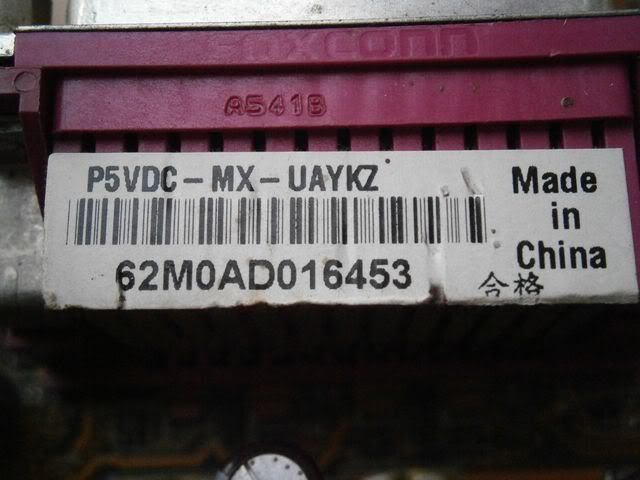 FOXCONN
A541B
P5VDC-MX-UAYKZ
62M0AD016453
Made
in
China
合格